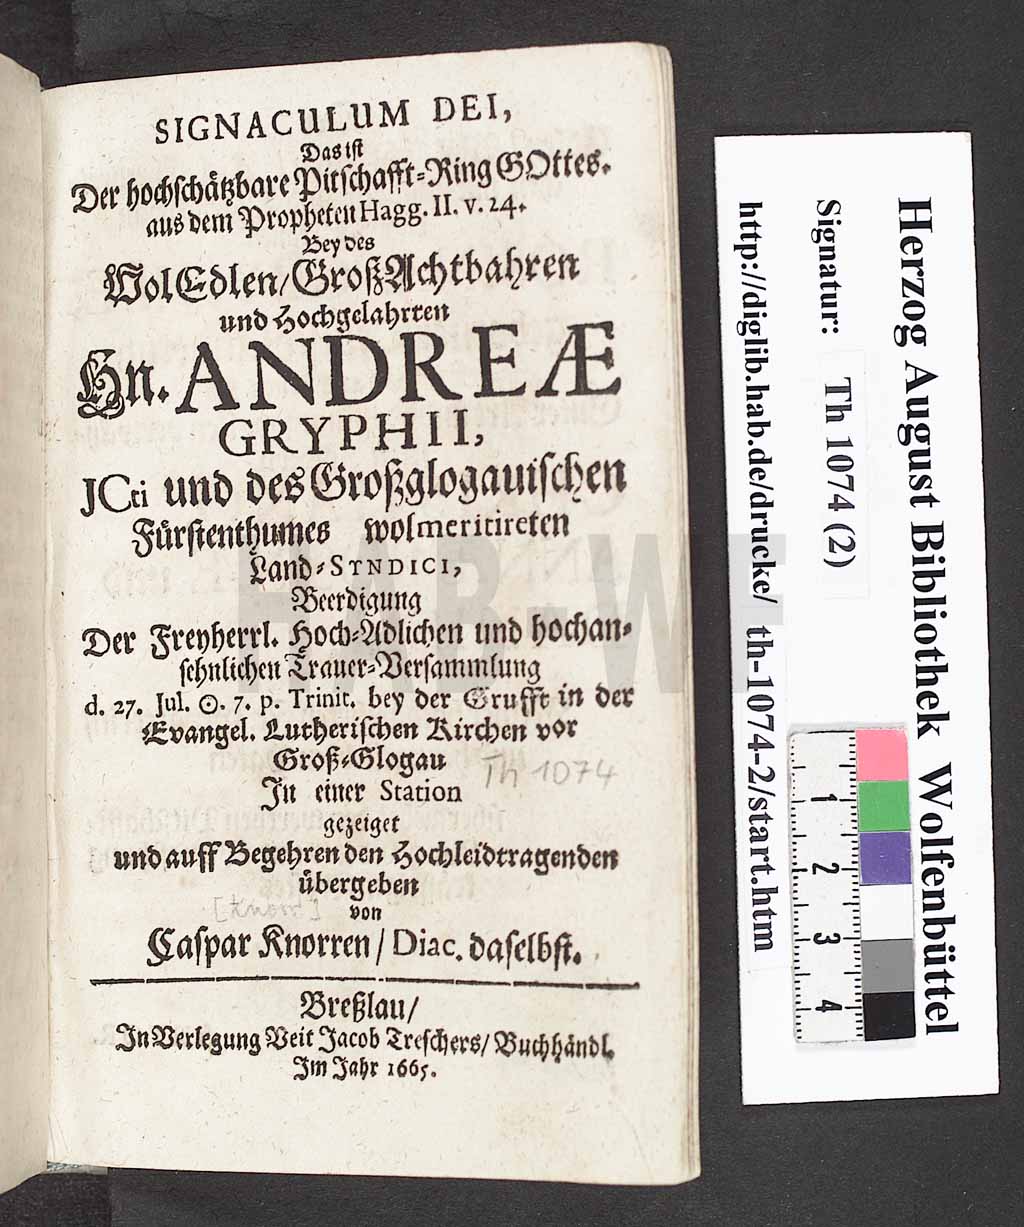 SIGNACULUM DEI,
Das ist
Der hochschätzbare Pitschafft-Ring GOttes.
aus dem Propheten Hagg. II. v. 24.
Bey des
WolEdlen/GroßAchtbahren
und Hochgelahrten
Hn. ANDREÆ
GRYPHII,
JCti und des Großglogauischen
Fürstenthumes wolmeritireten
Land-SYNDICI,
Beerdigung
Der Freyherrl. Hoch-Adlichen und hochan-
sehnlichen Trauer-Versammlung
d. 27. Jul. ☉. 7. p. Trinit. bey der Grufft in der
Evangel. Lutherischen Kirchen vor
Groß-Glogau
Th 1074
In einer Station
gezeiget
und auff Begehren den Hochleidtragenden
übergeben
[Knorr]
von
Caspar Knorren/Diac. daselbst.
Breßlau/
In Verlegung Veit Jacob Treschers/Buchhändl.
Im Jahr 1665.
HAB-WF
Herzog August Bibliothek Wolfenbüttel
Signatur: Th 1074 (2)
http://diglib.hab.de/drucke/ th-1074-2/start.htm
1
2
3
4